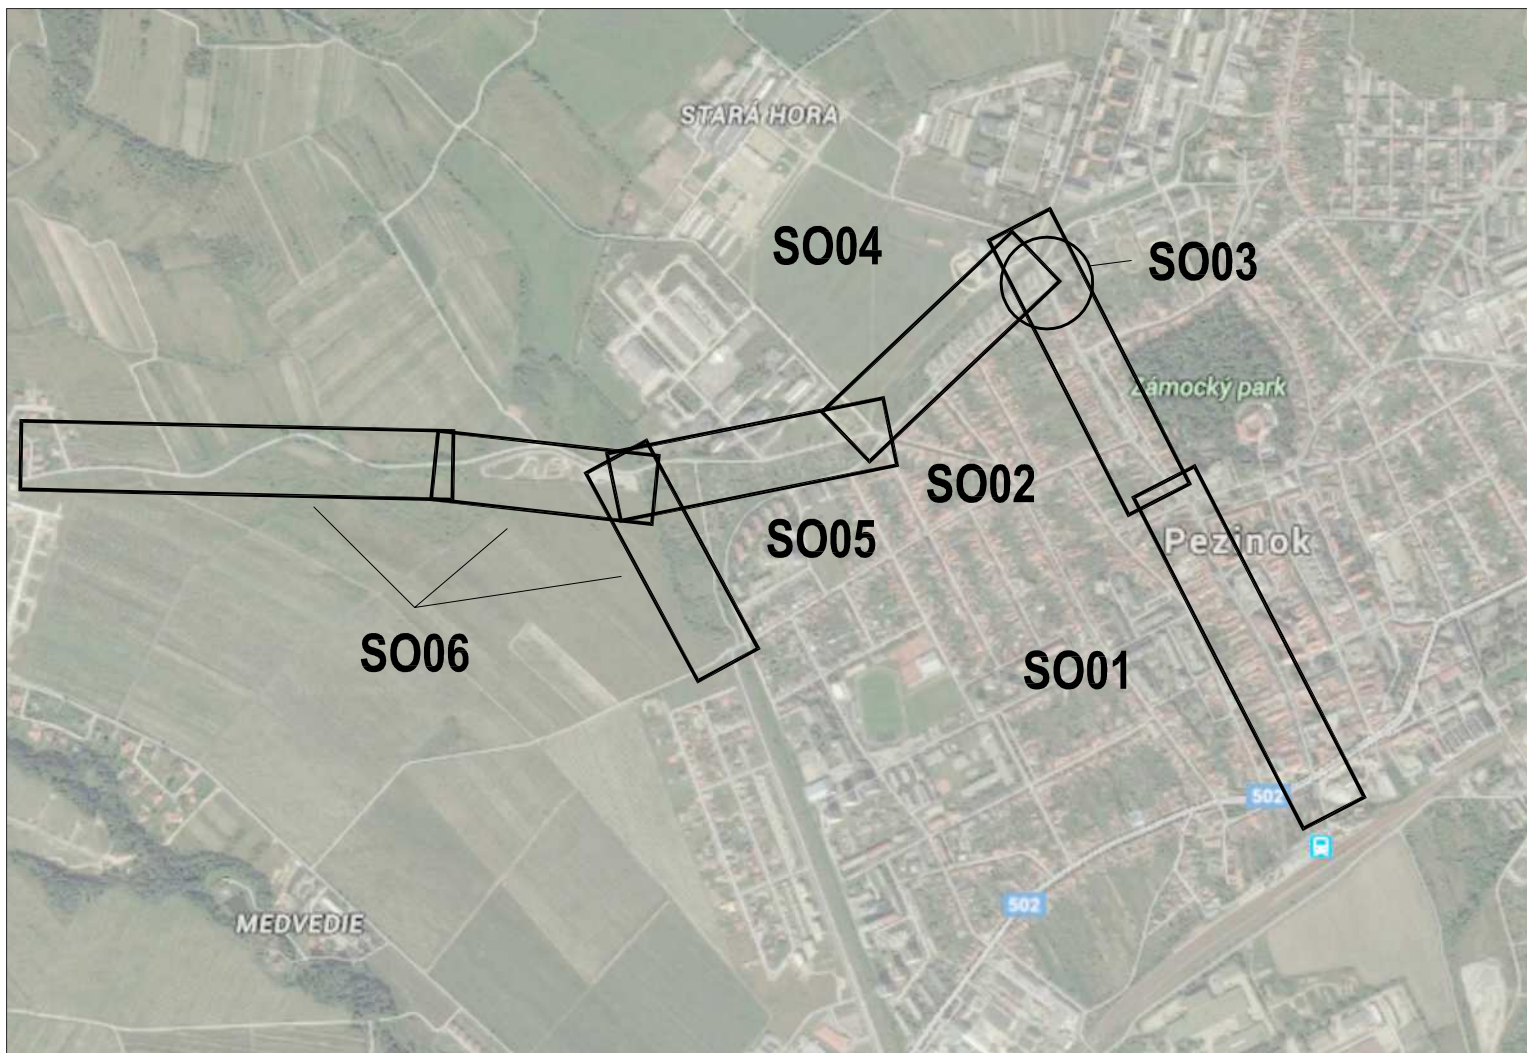 STARÁ HORA
SO04
SO03
Zámocký park
SO02
SO05
Pezinok
SO06
SO01
502
502
MEDVEDIE